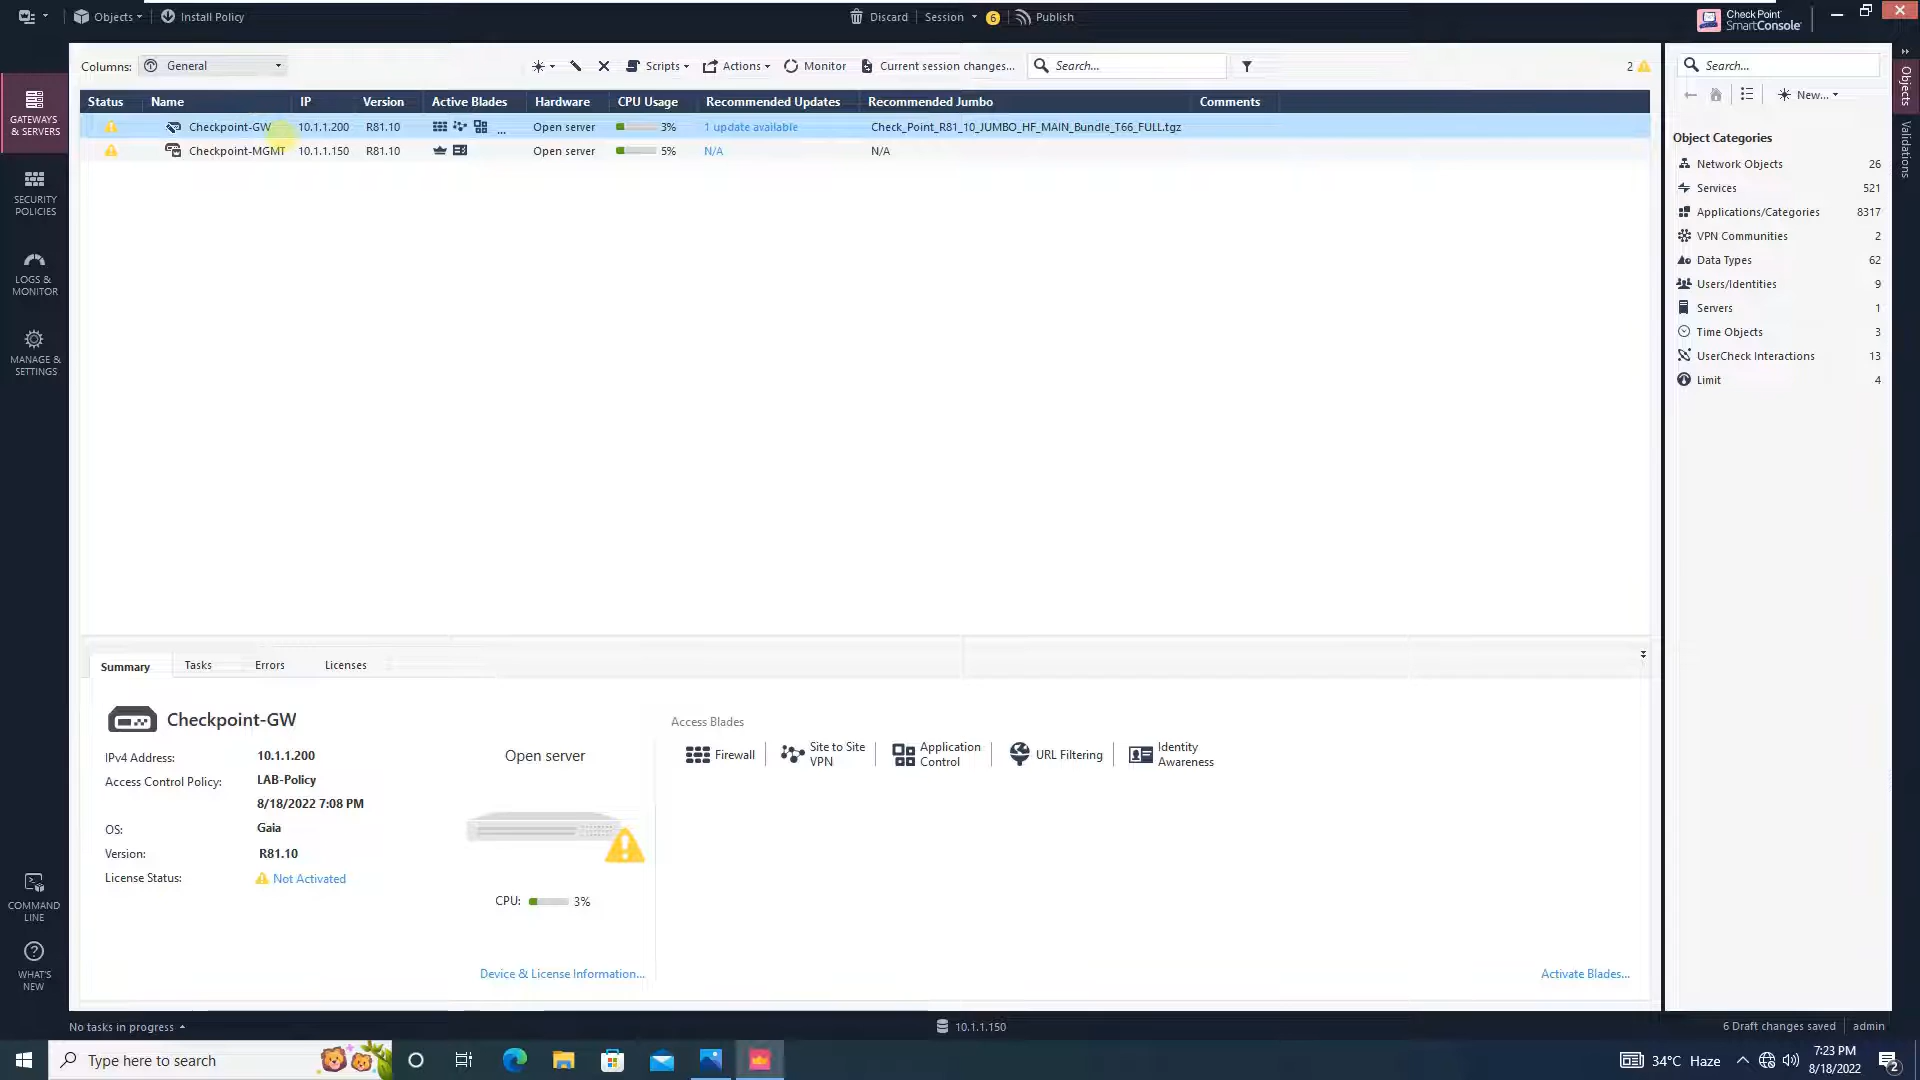 Objects
Install Policy
Discard
Session
6
Publish
Check Point
SmartConsole
Columns:
General
Scripts
Actions
Monitor
Current session changes...
Search...
2
Status Name IP Version Active Blades Hardware CPU Usage Recommended Updates Recommended Jumbo Comments
Checkpoint-GW 10.1.1.200 R81.10 ... Open server 3% 1 update available Check_Point_R81_10_JUMBO_HF_MAIN_Bundle_T66_FULL.tgz
Checkpoint-MGMT 10.1.1.150 R81.10 Open server 5% N/A N/A
GATEWAYS
& SERVERS
SECURITY
POLICIES
LOGS &
MONITOR
MANAGE &
SETTINGS
COMMAND
LINE
WHAT'S
NEW
Summary
Tasks
Errors
Licenses
Checkpoint-GW
IPv4 Address: 10.1.1.200
Access Control Policy: LAB-Policy
8/18/2022 7:08 PM
OS: Gaia
Version: R81.10
License Status: Not Activated
Open server
CPU: 3%
Device & License Information...
Access Blades
Firewall
Site to Site
VPN
Application
Control
URL Filtering
Identity
Awareness
Activate Blades...
Search...
New...
Object Categories
Network Objects 26
Services 521
Applications/Categories 8317
VPN Communities 2
Data Types 62
Users/Identities 9
Servers 1
Time Objects 3
UserCheck Interactions 13
Limit 4
Objects
Validations
No tasks in progress
10.1.1.150
6 Draft changes saved
admin
Type here to search
34°C Haze
7:23 PM
8/18/2022
2